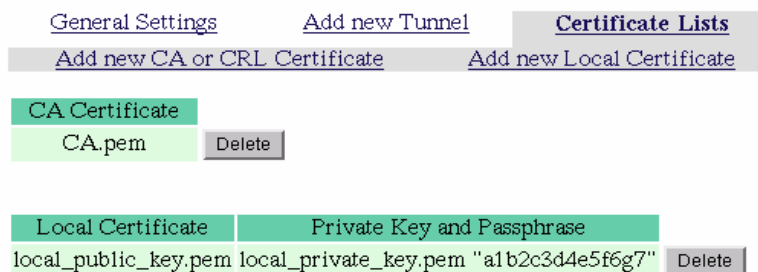 General Settings Add new Tunnel Certificate Lists
Add new CA or CRL Certificate Add new Local Certificate
CA Certificate
CA.pem Delete
Local Certificate Private Key and Passphrase
local_public_key.pem local_private_key.pem "a1b2c3d4e5f6g7" Delete